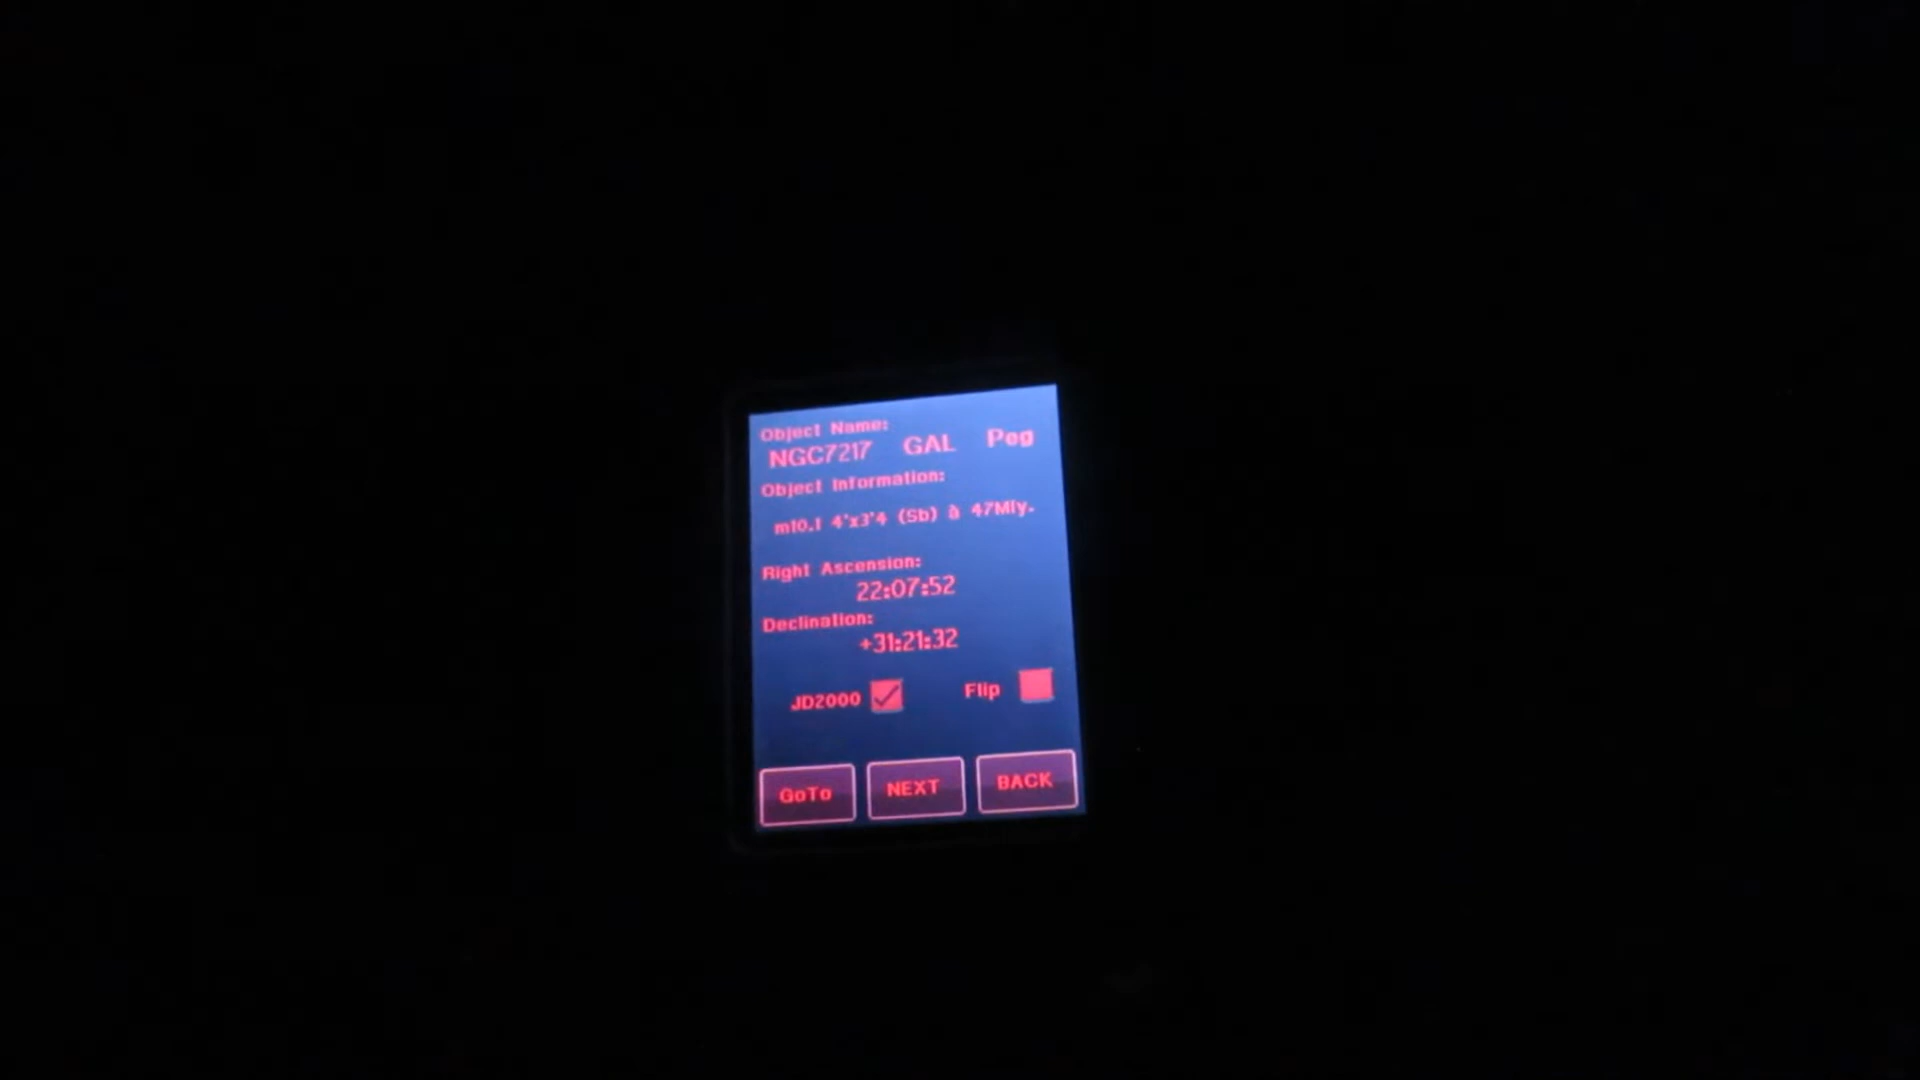 Object Name:
NGC7217 GAL Peg
Object Information:
m10.1 4'x3'4 (Sb) à 47Mly.
Right Ascension:
22:07:52
Declination:
+31:21:32
JD2000 Flip
GoTo NEXT BACK